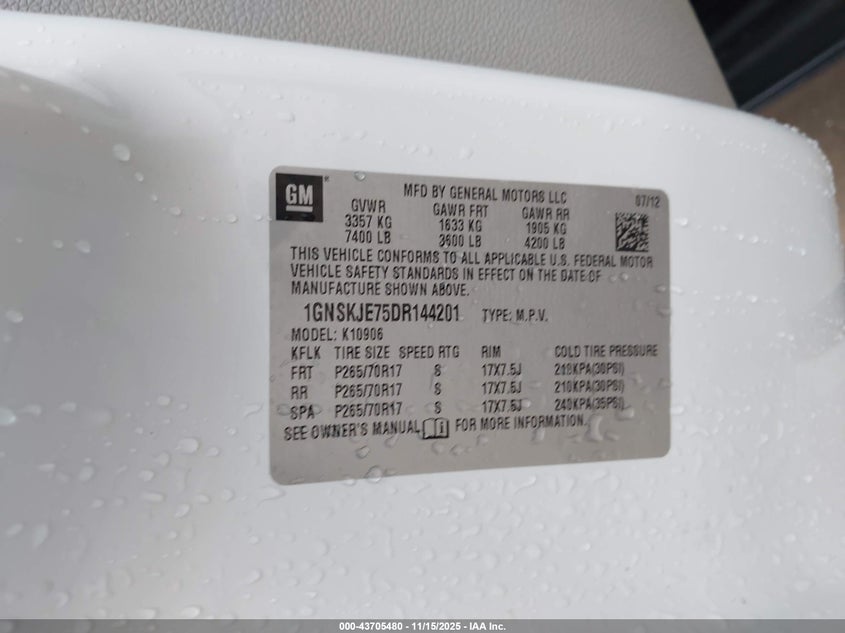 GM ®
MFD BY GENERAL MOTORS LLC 07/12
GVWR GAWR FRT GAWR RR
3357 KG 1633 KG 1905 KG
7400 LB 3600 LB 4200 LB
THIS VEHICLE CONFORMS TO ALL APPLICABLE U.S. FEDERAL MOTOR
VEHICLE SAFETY STANDARDS IN EFFECT ON THE DATE OF
MANUFACTURE SHOWN ABOVE.
1GNSKJE75DR144201 TYPE: M.P.V.
MODEL: K10906
KFLK TIRE SIZE SPEED RTG RIM COLD TIRE PRESSURE
FRT P265/70R17 S 17X7.5J 210KPA(30PSI)
RR P265/70R17 S 17X7.5J 210KPA(30PSI)
SPA P265/70R17 S 17X7.5J 240KPA(35PSI)
SEE OWNER'S MANUAL FOR MORE INFORMATION.
000-43705480 - 11/15/2025 - IAA Inc.